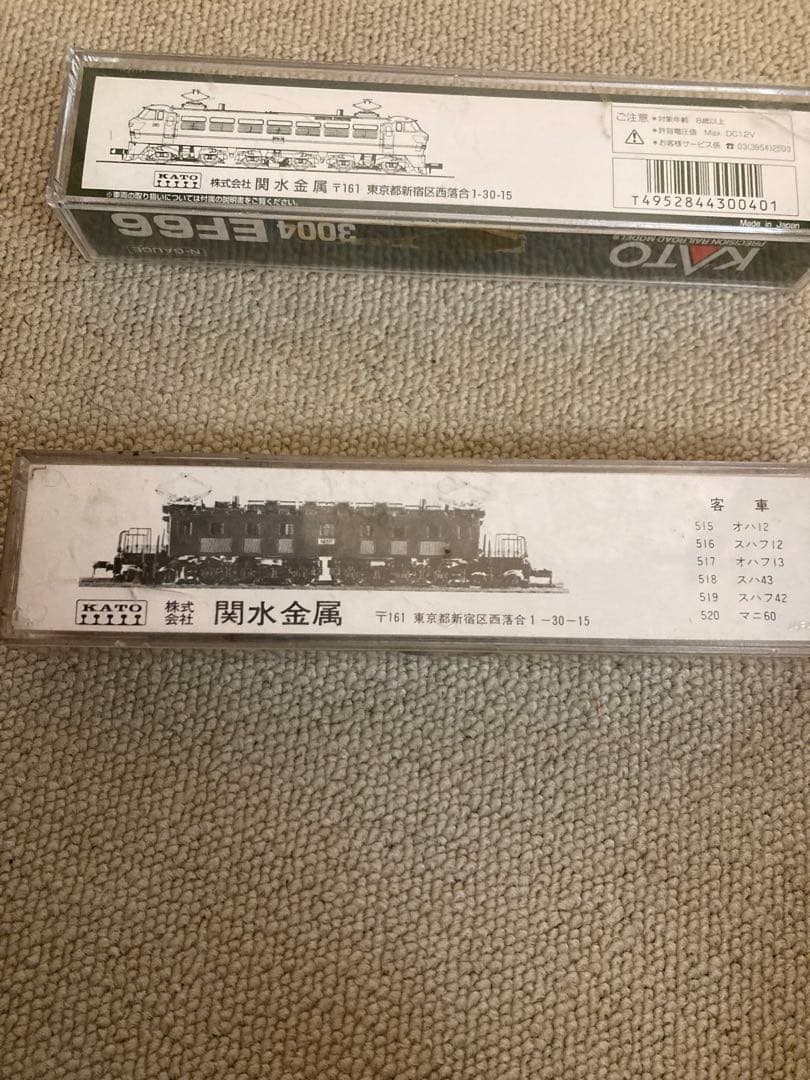 ご注意
*対象年齢 8歳以上
*許容電圧値 Max. DC12V
*お客様サービス係 ☎ 03(3954)2593
KATO
株式会社 関水金属 〒161 東京都新宿区西落合1-30-15
※車両の取り扱いについては付属の説明書をご覧ください。
T4952844300401
Made in Japan
3004 EF66
[N-GAUGE]
KATO
PRECISION RAILROAD MODELS
客車
515 オハ12
516 スハフ12
517 オハフ13
518 スハ43
519 スハフ42
520 マニ60
KATO
株式会社 関水金属 〒161 東京都新宿区西落合1-30-15